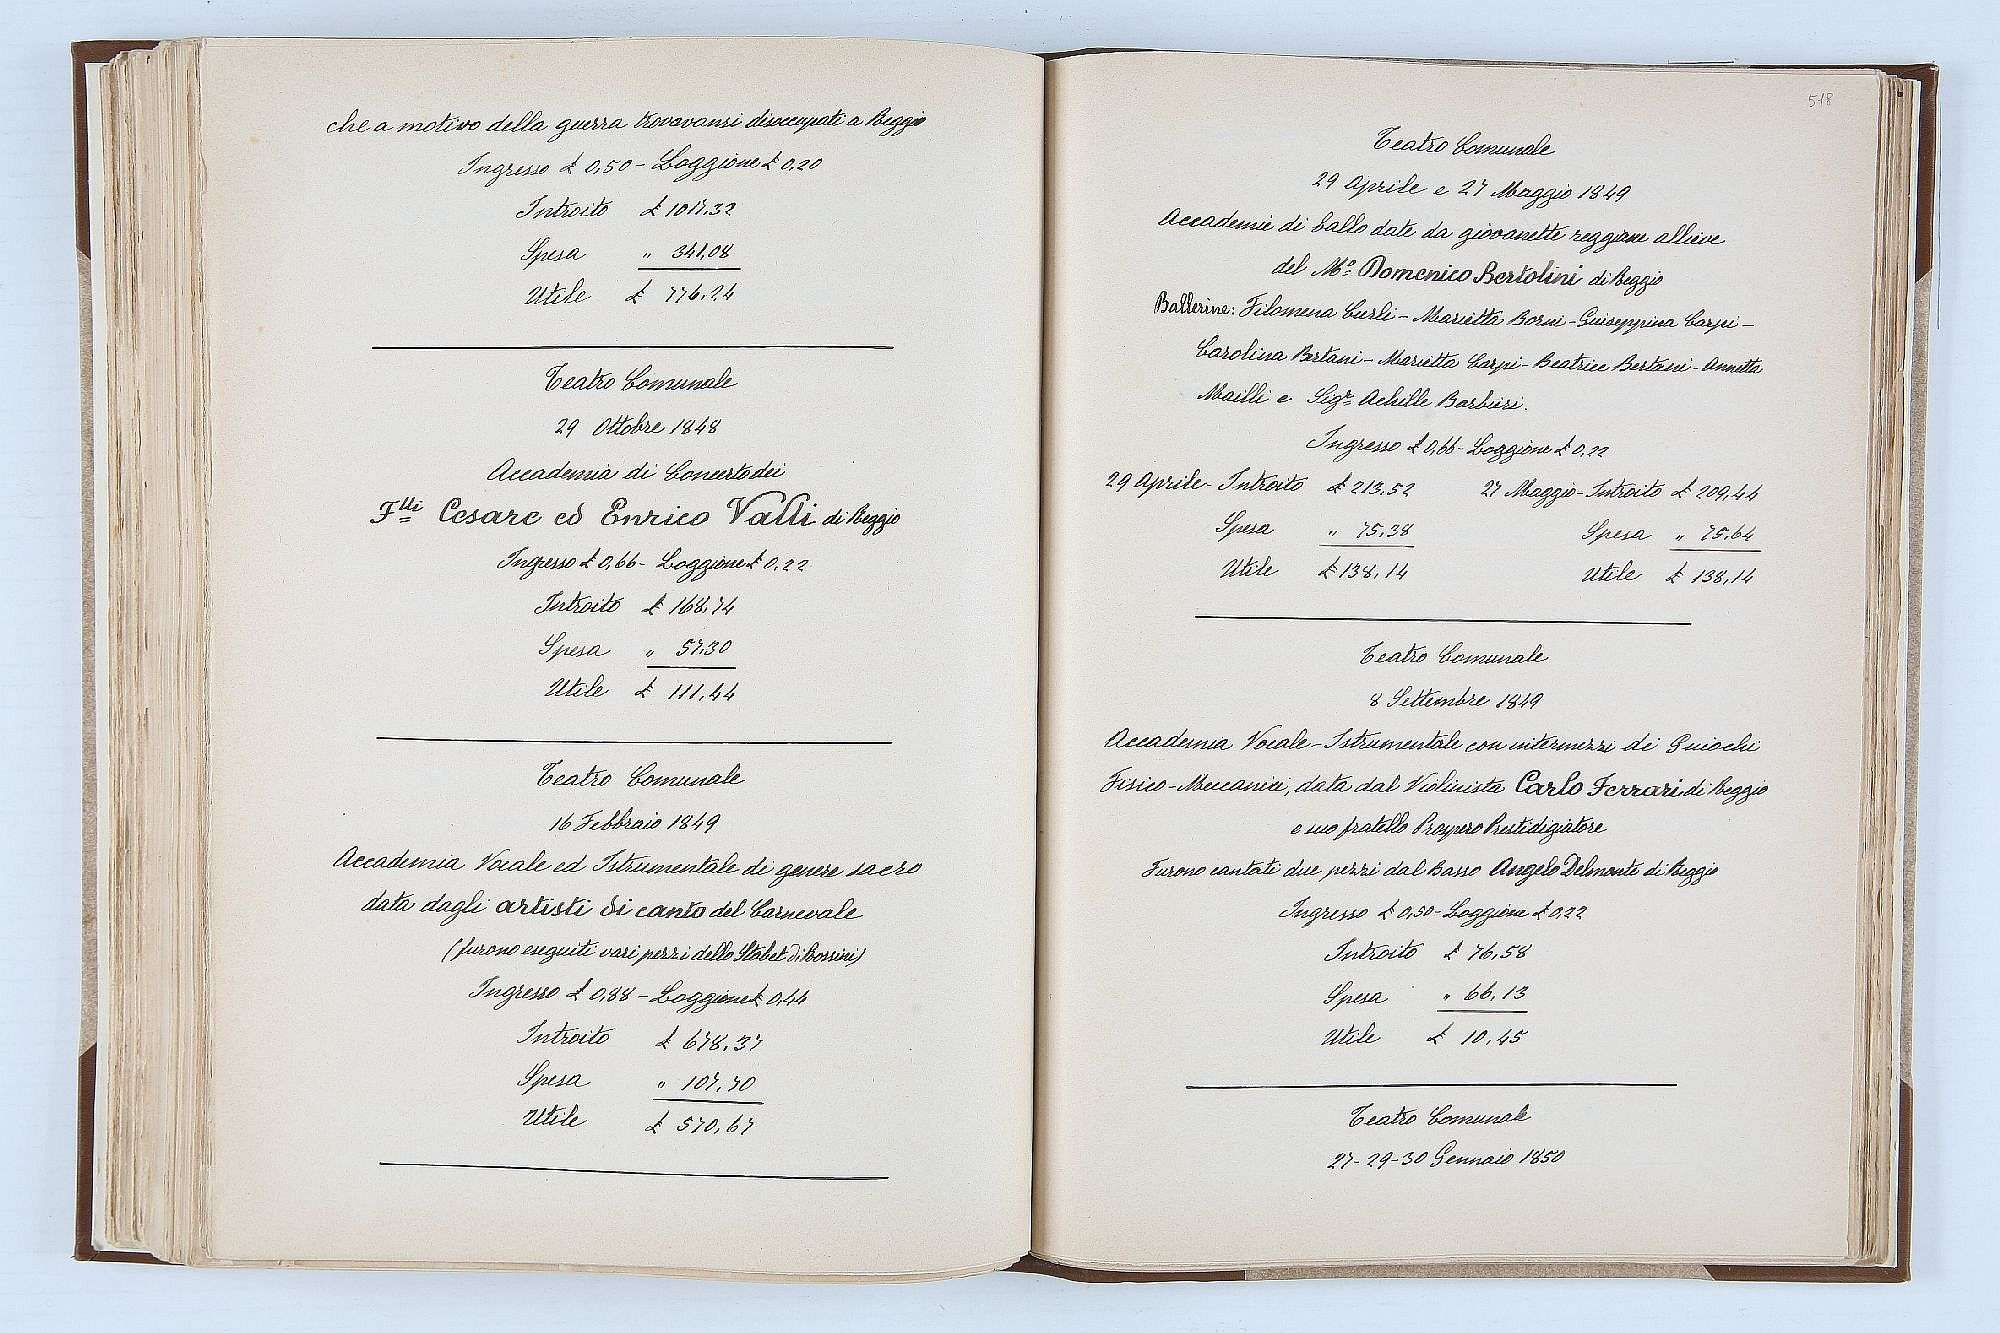 che a motivo della guerra trovavansi disoccupati a Reggio
Ingresso £ 0,50 - Loggione £ 0,20
Introito £ 1017,32
Spesa " 341,08
Utile £ 776,24
Teatro Comunale
29 Ottobre 1848
Accademia di Concerto dei
F.lli Cesare ed Enrico Valli di Reggio
Ingresso £ 0,66 - Loggione £ 0,22
Introito £ 168,74
Spesa " 57,30
Utile £ 111,44
Teatro Comunale
16 Febbraio 1849
Accademia Vocale ed Istrumentale di genere sacro
data dagli artisti di canto del Carnevale
(furono eseguiti vari pezzi dello Stabet di Rossini)
Ingresso £ 0,88 - Loggione £ 0,44
Introito £ 678,37
Spesa " 107,70
Utile £ 570,67
518
Teatro Comunale
29 Aprile e 27 Maggio 1849
Accademie di ballo date da giovanette reggiane allieve
del M.o Domenico Bertolini di Reggio
Ballerine: Filomena Curli - Marietta Borni - Guiseppina Carpi -
Carolina Bertani - Marietta Carpi - Beatrice Bertani - Annetta
Mailli e Sigr. Achille Barbieri.
Ingresso £ 0,66 - Loggione £ 0,22
29 Aprile - Introito £ 213,52 27 Maggio - Introito £ 209,44
Spesa " 75,38 Spesa " 75,64
Utile £ 138,14 Utile £ 138,14
Teatro Comunale
8 Settembre 1849
Accademia Vocale - Istrumentale con intermezzi di Guiochi
Fisico-Meccanici, data dal Violinista Carlo Ferrari di Reggio
e suo fratello Prospero Prestidigiatore
Furono cantati due pezzi dal Basso Angelo Delmonte di Reggio
Ingresso £ 0,50 - Loggione £ 0,22
Introito £ 76,58
Spesa " 66,13
Utile £ 10,45
Teatro Comunale
27-29-30 Gennaio 1850